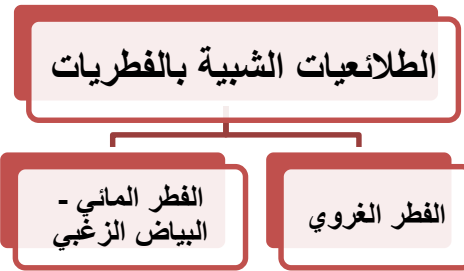 الطلائعيات الشبية بالفطريات
الفطر الغروي
الفطر المائي -
البياض الزغبي